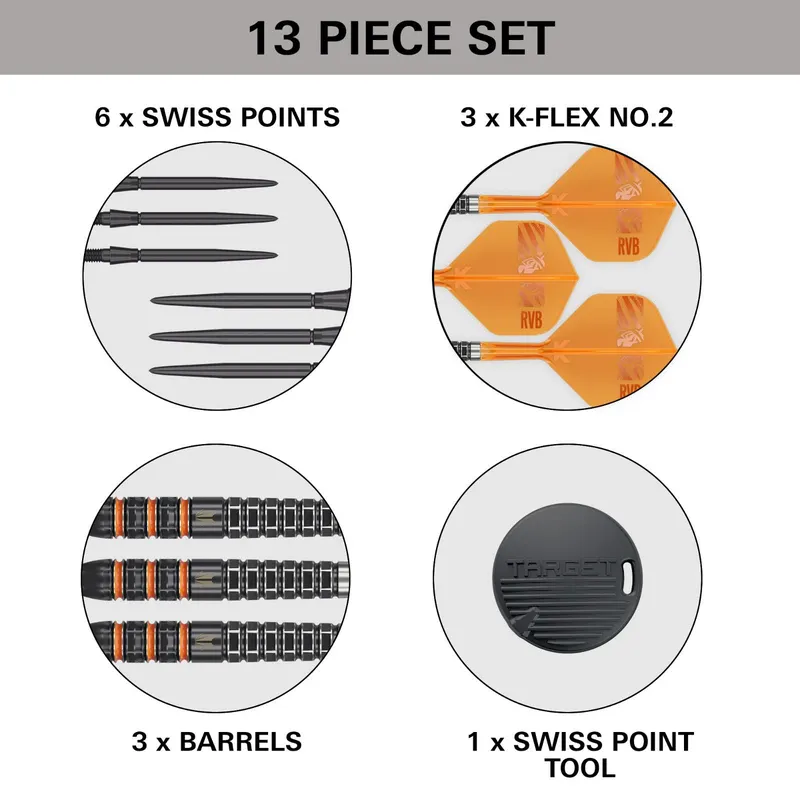 13 PIECE SET
6 x SWISS POINTS
3 x K-FLEX NO.2
K
RVB
K
RVB
K
RVB
TARGET
3 x BARRELS
1 x SWISS POINT
TOOL